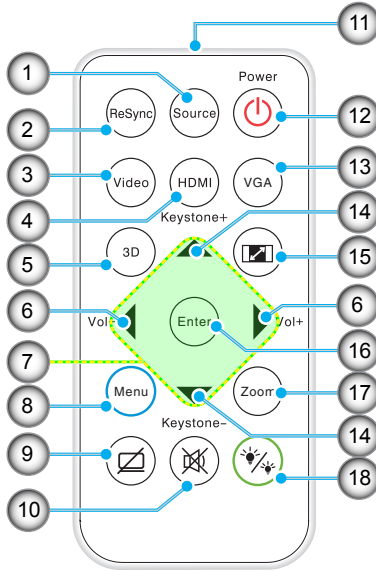 11
1
Power
ReSync
Source
2
12
3
13
Video
HDMI
VGA
4
Keystone+
14
5
3D
15
6
6
Vol
Enter
Vol+
7
16
8
Menu
Zoom
17
Keystone-
14
9
10
18